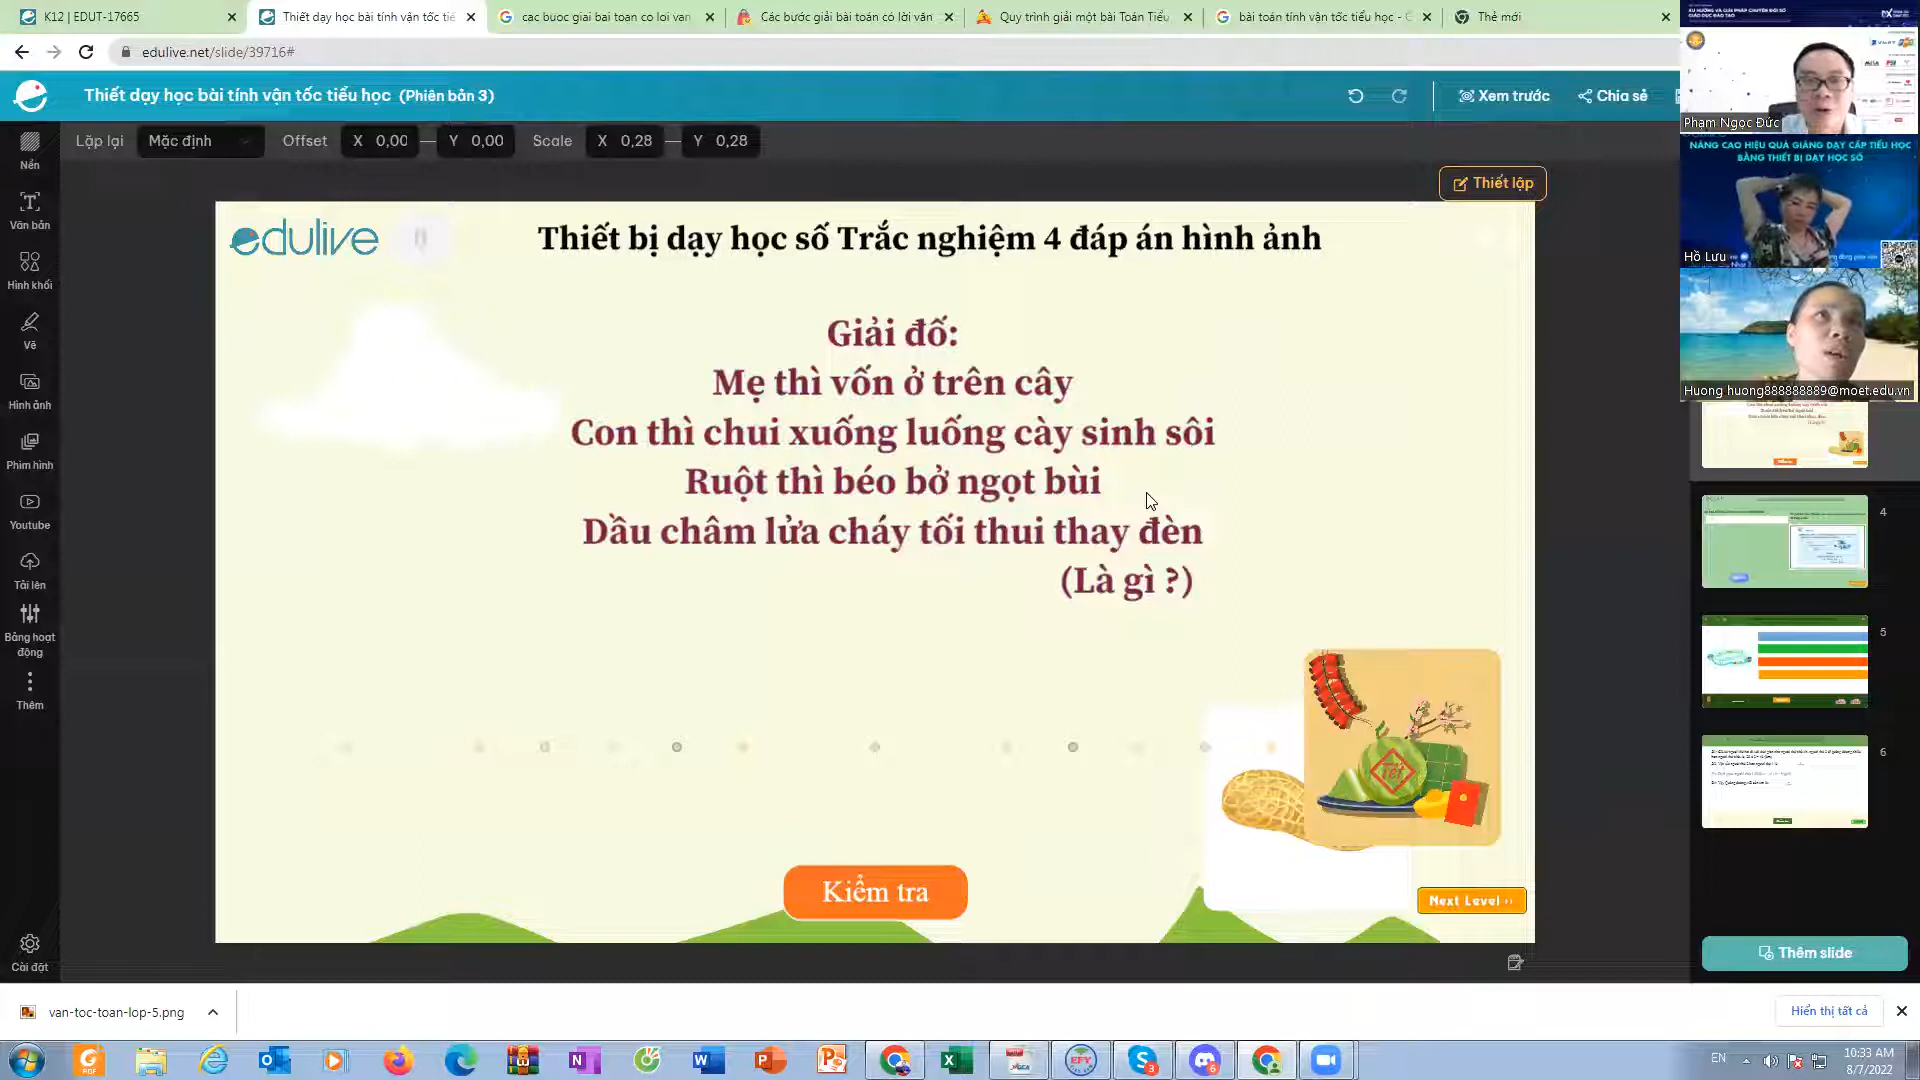 K12 | EDUT-17665
Thiết dạy học bài tính vận tốc tiể
cac buoc giai bai toan co loi van
Các bước giải bài toán có lời văn
Quy trình giải một bài Toán Tiểu
bài toán tính vận tốc tiểu học - G
Thẻ mới
edulive.net/slide/39716#
Thiết dạy học bài tính vận tốc tiểu học (Phiên bản 3)
Xem trước
Chia sẻ
Lặp lại
Mặc định
Offset
X 0,00
Y 0,00
Scale
X 0,28
Y 0,28
Thiết lập
Nền
Văn bản
Hình khối
Vẽ
Hình ảnh
Phim hình
Youtube
Tải lên
Bảng hoạt động
Thêm
Cài đặt
edulive
0
Thiết bị dạy học số Trắc nghiệm 4 đáp án hình ảnh
Giải đố:
Mẹ thì vốn ở trên cây
Con thì chui xuống luống cày sinh sôi
Ruột thì béo bở ngọt bùi
Dầu châm lửa cháy tối thui thay đèn
(Là gì ?)
Tết
Kiểm tra
Next Level
Phạm Ngọc Đức
NÂNG CAO HIỆU QUẢ GIẢNG DẠY CẤP TIỂU HỌC
BẰNG THIẾT BỊ DẠY HỌC SỐ
Hồ Lưu
Huong huong888888889@moet.edu.vn
4
5
6
Thêm slide
van-toc-toan-lop-5.png
Hiển thị tất cả
EN
10:33 AM
8/7/2022